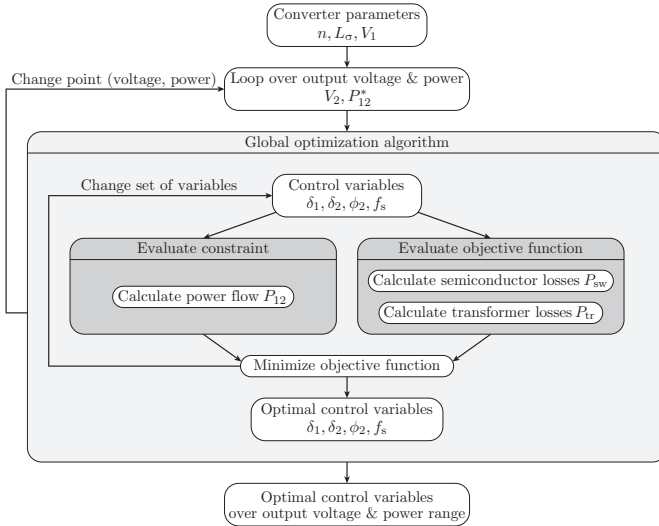 Converter parameters
n, L_σ, V_1
Change point (voltage, power)
Loop over output voltage & power
V_2, P_12^*
Global optimization algorithm
Change set of variables
Control variables
δ_1, δ_2, ϕ_2, f_s
Evaluate constraint
Calculate power flow P_12
Evaluate objective function
Calculate semiconductor losses P_sw
Calculate transformer losses P_tr
Minimize objective function
Optimal control variables
δ_1, δ_2, ϕ_2, f_s
Optimal control variables
over output voltage & power range